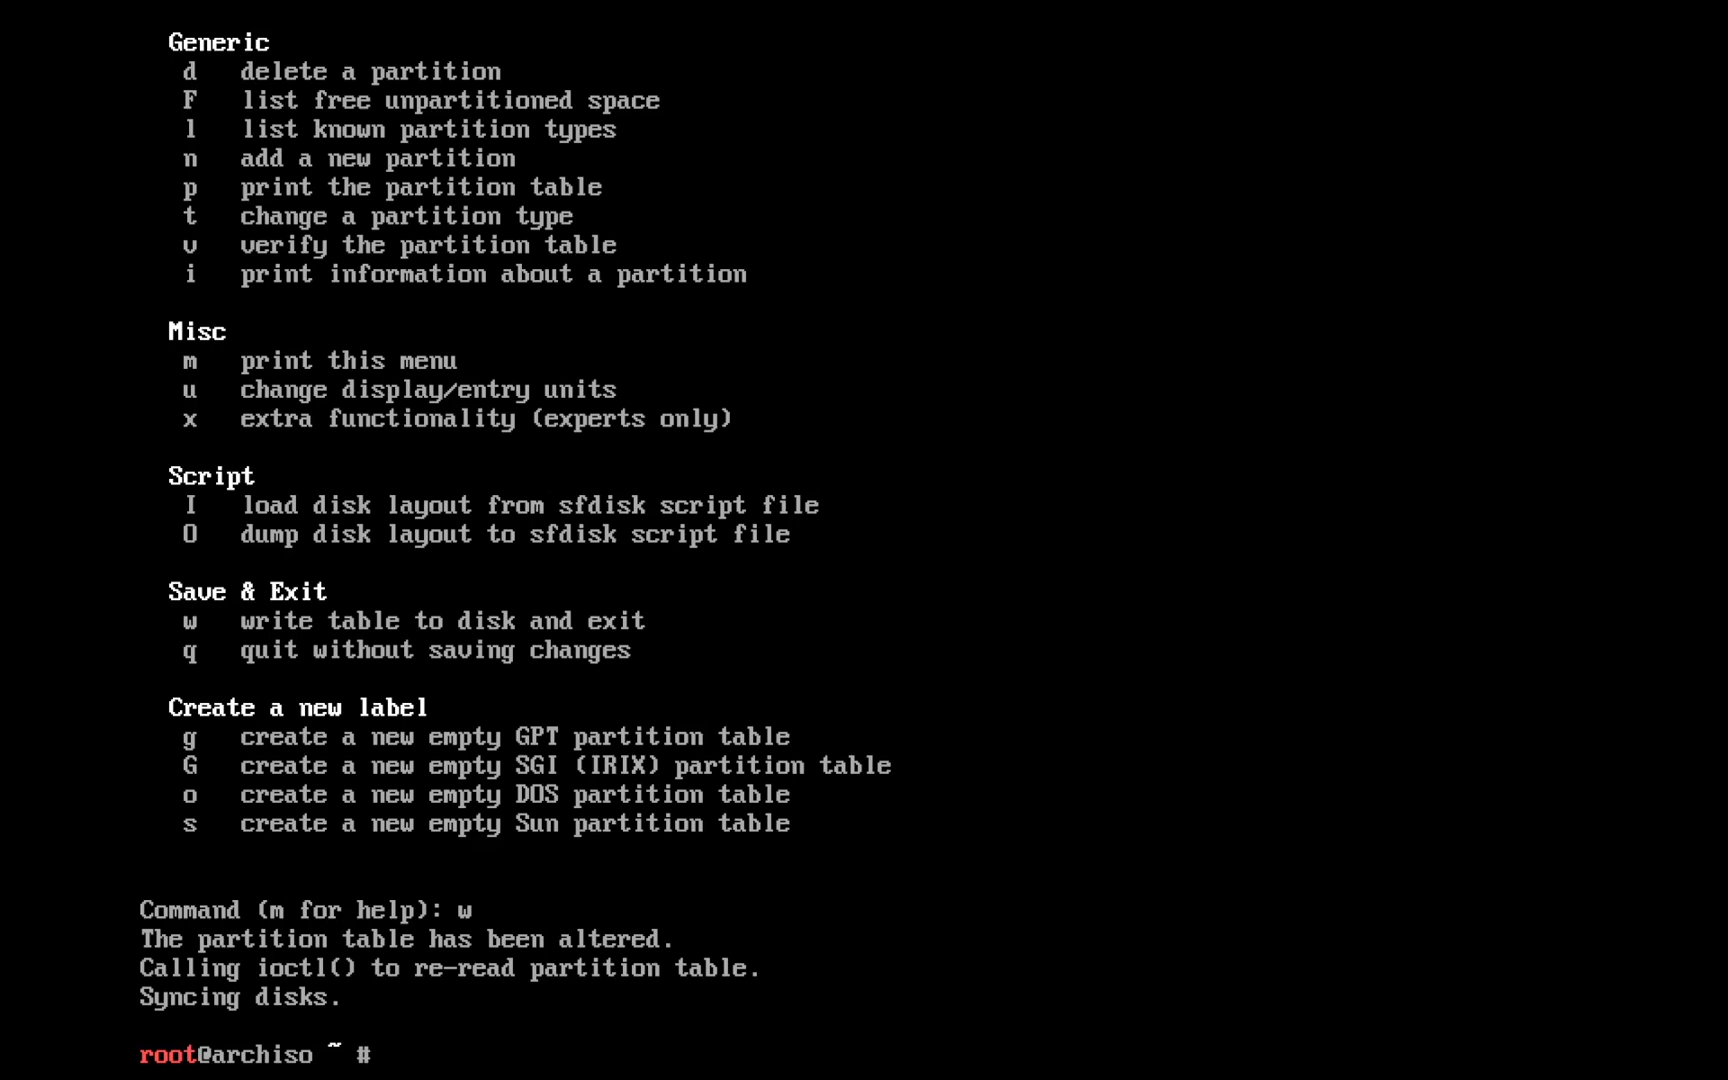 Generic
d   delete a partition
F   list free unpartitioned space
l   list known partition types
n   add a new partition
p   print the partition table
t   change a partition type
v   verify the partition table
i   print information about a partition
Misc
m   print this menu
u   change display/entry units
x   extra functionality (experts only)
Script
I   load disk layout from sfdisk script file
O   dump disk layout to sfdisk script file
Save & Exit
w   write table to disk and exit
q   quit without saving changes
Create a new label
g   create a new empty GPT partition table
G   create a new empty SGI (IRIX) partition table
o   create a new empty DOS partition table
s   create a new empty Sun partition table
Command (m for help): w
The partition table has been altered.
Calling ioctl() to re-read partition table.
Syncing disks.
root@archiso ~ #